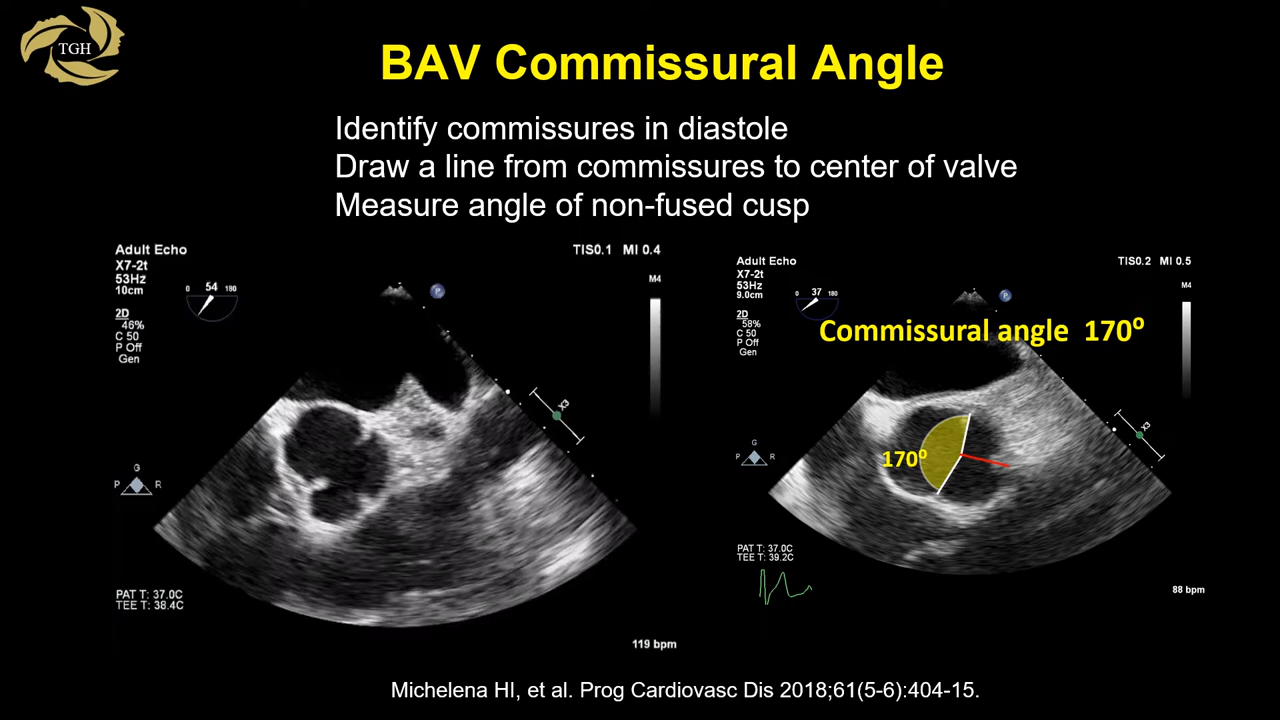 TGH
BAV Commissural Angle
Identify commissures in diastole
Draw a line from commissures to center of valve
Measure angle of non-fused cusp
Adult Echo
X7-2t
53Hz
10cm
2D
46%
C 50
P Off
Gen
0 54 180
P
TIS0.1 MI 0.4
M4
X3
G
P R
PAT T: 37.0C
TEE T: 38.4C
119 bpm
Adult Echo
X7-2t
53Hz
9.0cm
2D
58%
C 50
P Off
Gen
0 37 180
P
TIS0.2 MI 0.5
M4
Commissural angle 170⁰
170⁰
X3
G
P R
PAT T: 37.0C
TEE T: 39.2C
88 bpm
Michelena HI, et al. Prog Cardiovasc Dis 2018;61(5-6):404-15.